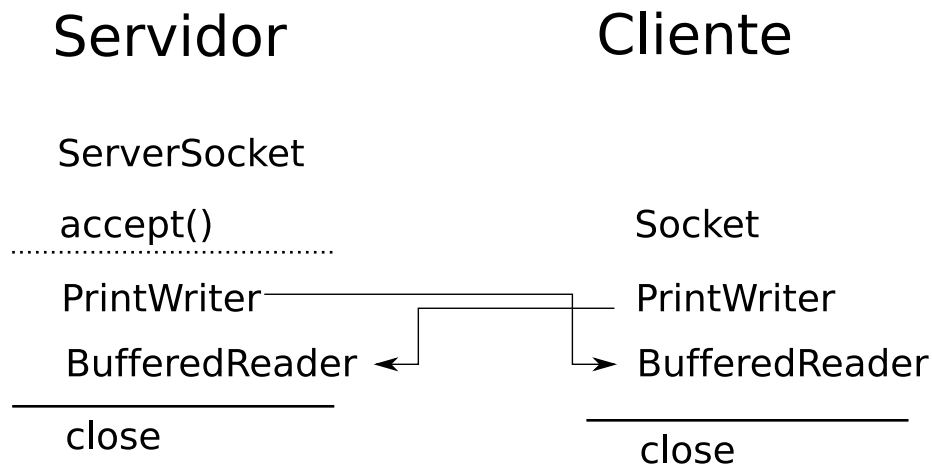 Servidor
Cliente
ServerSocket
accept()
Socket
PrintWriter
PrintWriter
BufferedReader
BufferedReader
close
close